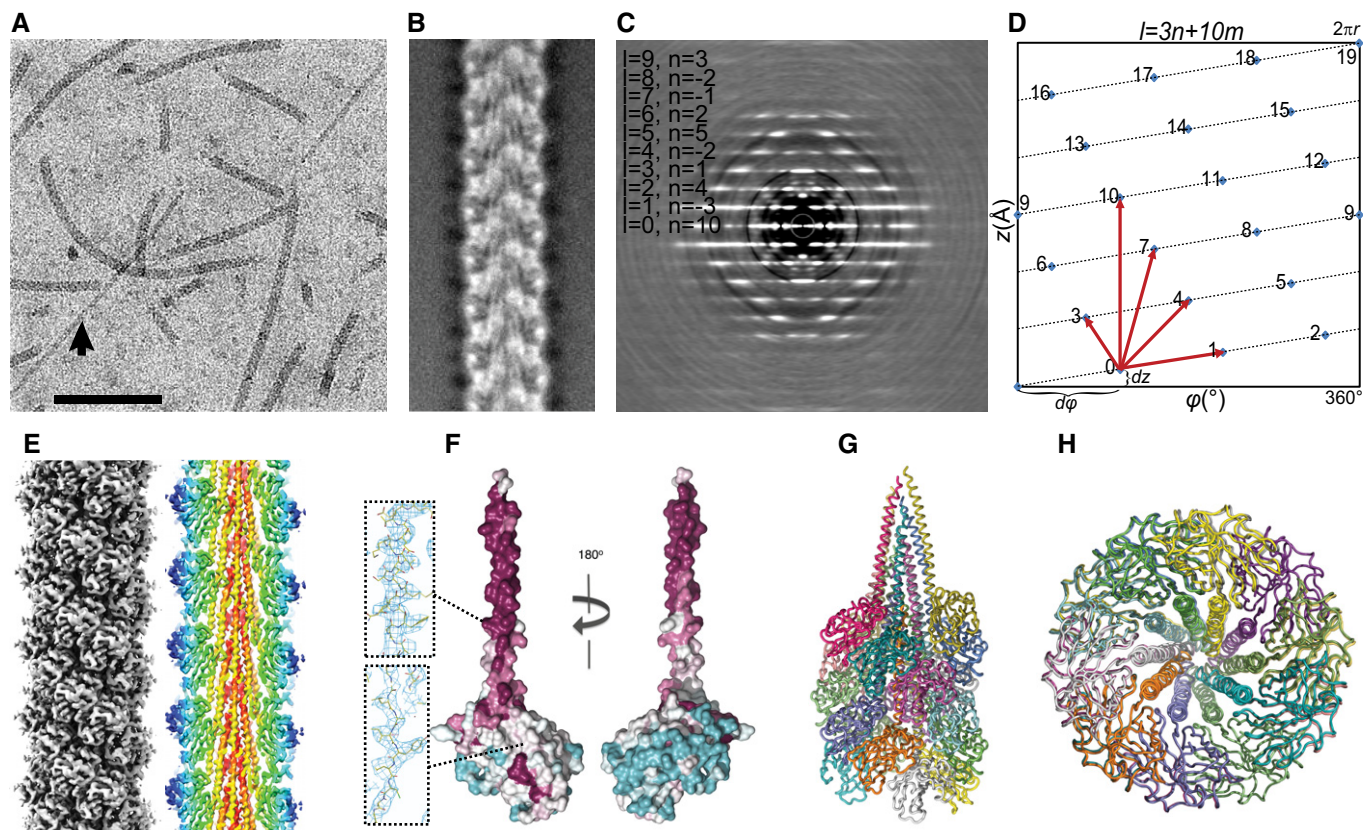 A
B
C
l=9, n=3
l=8, n=-2
l=7, n=-1
l=6, n=2
l=5, n=5
l=4, n=-2
l=3, n=1
l=2, n=4
l=1, n=-3
l=0, n=10
D
l=3n+10m
2πr
z(Å)
16
17
18
19
13
14
15
9
10
11
12
6
7
8
9
3
4
5
0
1
2
dz
dφ
φ(°)
360°
E
F
180°
G
H